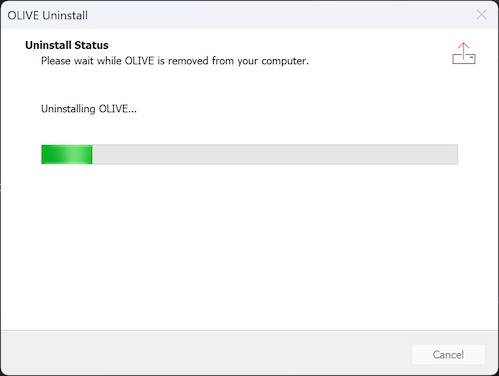 OLIVE Uninstall
Uninstall Status
Please wait while OLIVE is removed from your computer.
Uninstalling OLIVE...
Cancel